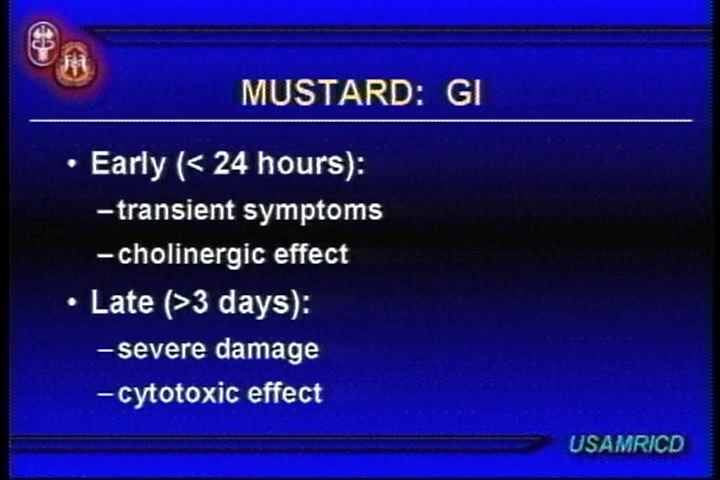 MUSTARD: GI
• Early (< 24 hours):
–transient symptoms
–cholinergic effect
• Late (>3 days):
–severe damage
–cytotoxic effect
USAMRICD